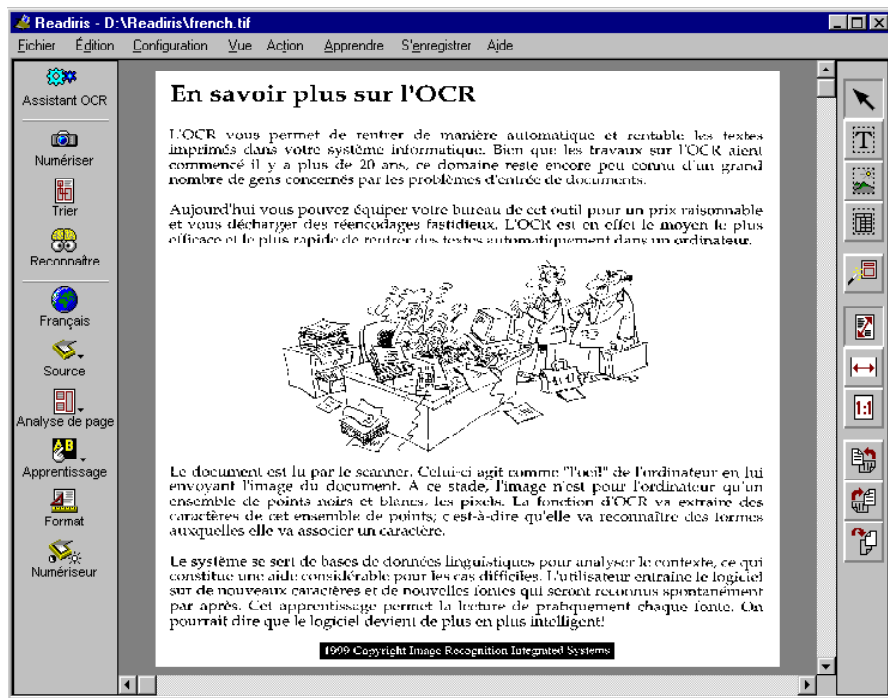 Readiris - D:\Readiris\french.tif
Fichier Édition Configuration Vue Action Apprendre S'enregistrer Aide
Assistant OCR
Numériser
Trier
Reconnaître
Français
Source
Analyse de page
Apprentissage
Format
Numériseur
En savoir plus sur l'OCR
L'OCR vous permet de rentrer de manière automatique et rentable les textes
imprimés dans votre système informatique. Bien que les travaux sur l'OCR aient
commencé il y a plus de 20 ans, ce domaine reste encore peu connu d'un grand
nombre de gens concernés par les problèmes d'entrée de documents.
Aujourd'hui vous pouvez équiper votre bureau de cet outil pour un prix raisonnable
et vous décharger des réencodages fastidieux. L'OCR est en effet le moyen le plus
efficace et le plus rapide de rentrer des textes automatiquement dans un ordinateur.
Le document est lu par le scanner. Celui-ci agit comme "l'oeil" de l'ordinateur en lui
envoyant l'image du document. A ce stade, l'image n'est pour l'ordinateur qu'un
ensemble de points noirs et blancs, les pixels. La fonction d'OCR va extraire des
caractères de cet ensemble de points; c'est-à-dire qu'elle va reconnaître des formes
auxquelles elle va associer un caractère.
Le système se sert de bases de données linguistiques pour analyser le contexte, ce qui
constitue une aide considérable pour les cas difficiles. L'utilisateur entraîne le logiciel
sur de nouveaux caractères et de nouvelles fontes qui seront reconnus spontanément
par après. Cet apprentissage permet la lecture de pratiquement chaque fonte. On
pourrait dire que le logiciel devient de plus en plus intelligent!
1999 Copyright Image Recognition Integrated Systems
T
1:1